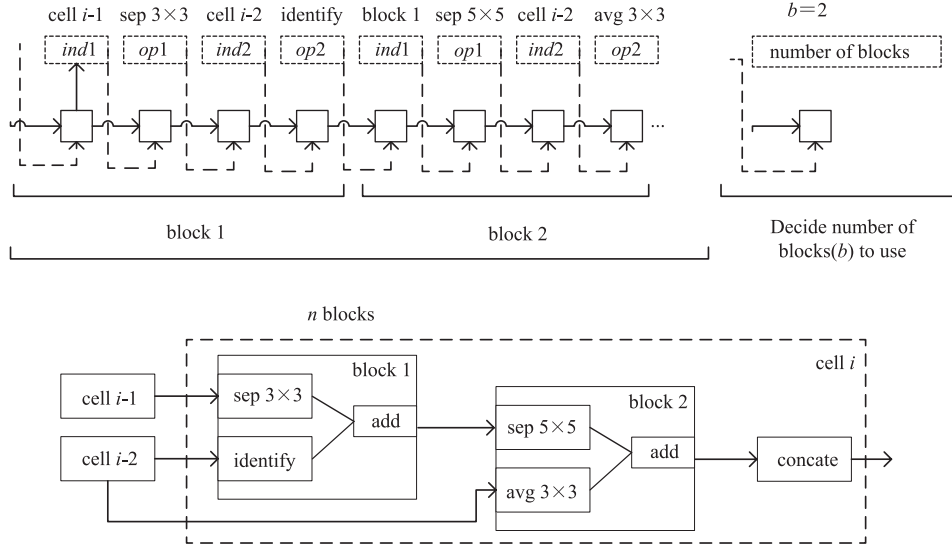 cell i-1 sep 3×3 cell i-2 identify block 1 sep 5×5 cell i-2 avg 3×3 b=2
ind1 op1 ind2 op2 ind1 op1 ind2 op2 number of blocks
...
block 1 block 2 Decide number of
blocks(b) to use
n blocks
cell i
block 1
cell i-1 sep 3×3
add
block 2
cell i-2 identify
sep 5×5
add
concate
avg 3×3